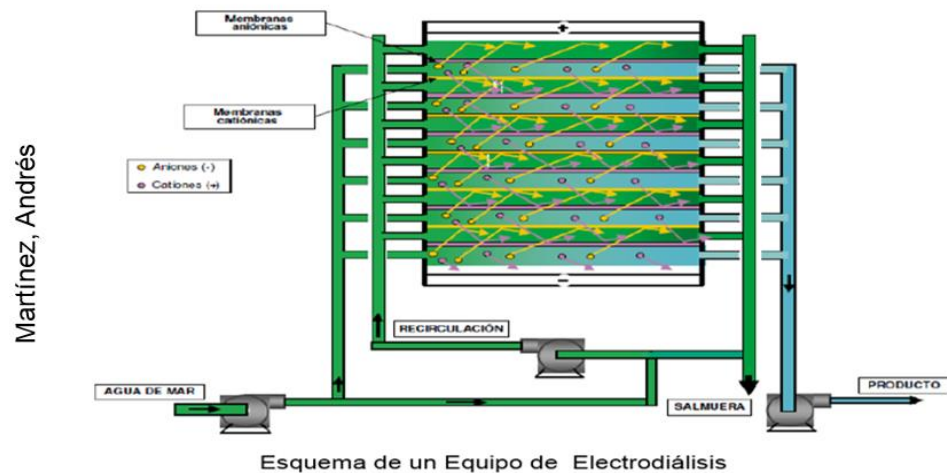 Martínez, Andrés
Membranas
aniónicas
Membranas
catiónicas
Aniones (-)
Cationes (+)
+
-
RECIRCULACIÓN
AGUA DE MAR
SALMUERA
PRODUCTO
Esquema de un Equipo de Electrodiálisis